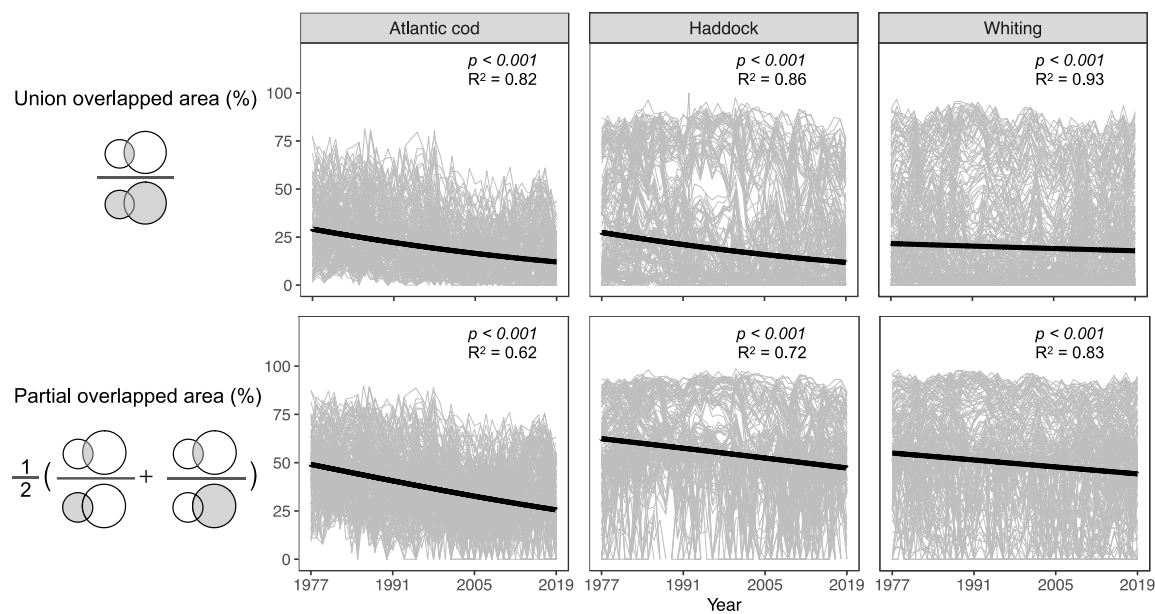 Atlantic cod
Haddock
Whiting
Union overlapped area (%)
p < 0.001
R² = 0.82
p < 0.001
R² = 0.86
p < 0.001
R² = 0.93
100
75
50
25
0
Partial overlapped area (%)
1
2
(
+
)
p < 0.001
R² = 0.62
p < 0.001
R² = 0.72
p < 0.001
R² = 0.83
100
75
50
25
0
1977 1991 2005 2019
1977 1991 2005 2019
1977 1991 2005 2019
Year